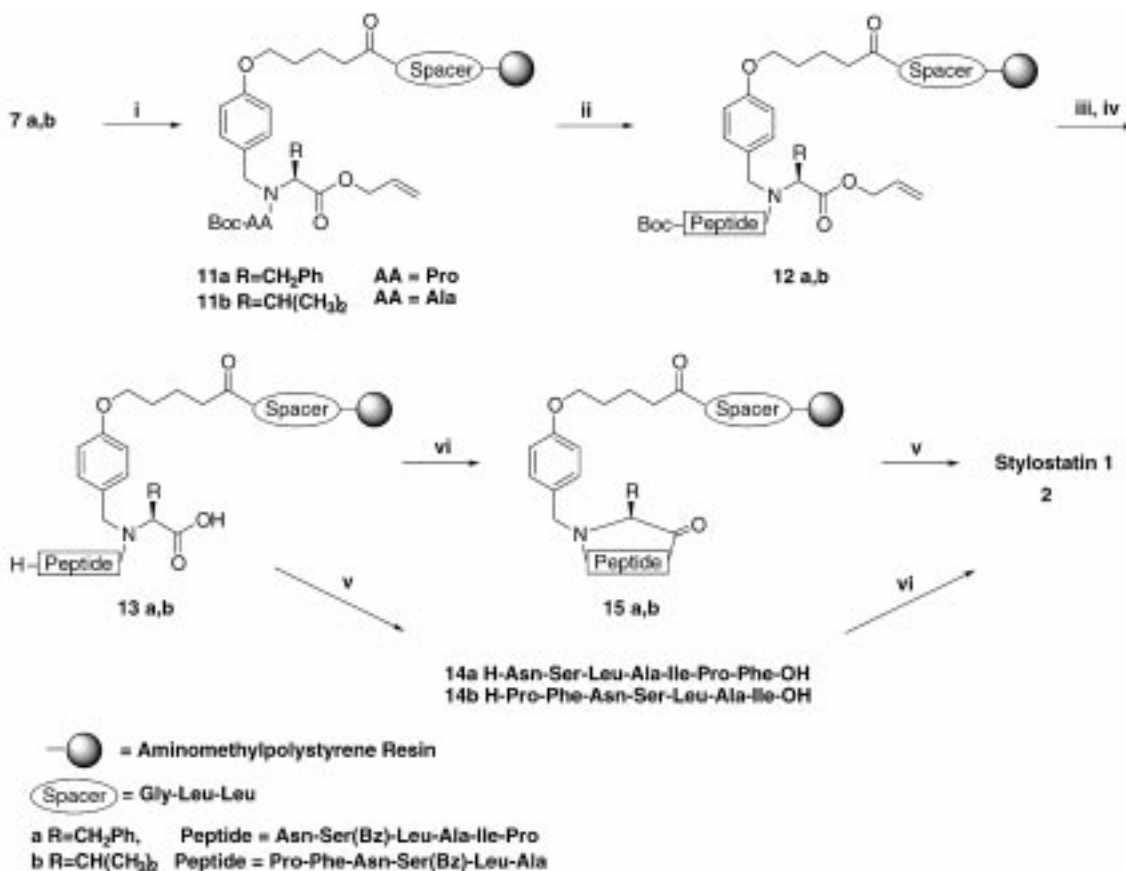 7 a,b
i
O
O
Spacer
R
N
O
O
Boc-AA
11a R=CH₂Ph AA = Pro
11b R=CH(CH₃)₂ AA = Ala
ii
O
O
Spacer
R
N
O
O
Boc-Peptide
12 a,b
iii, iv
O
O
Spacer
R
N
OH
O
H-Peptide
13 a,b
vi
O
O
Spacer
R
N
O
Peptide
15 a,b
v
Stylostatin 1
2
v
vi
14a H-Asn-Ser-Leu-Ala-Ile-Pro-Phe-OH
14b H-Pro-Phe-Asn-Ser-Leu-Ala-Ile-OH
= Aminomethylpolystyrene Resin
Spacer = Gly-Leu-Leu
a R=CH₂Ph, Peptide = Asn-Ser(Bz)-Leu-Ala-Ile-Pro
b R=CH(CH₃)₂ Peptide = Pro-Phe-Asn-Ser(Bz)-Leu-Ala